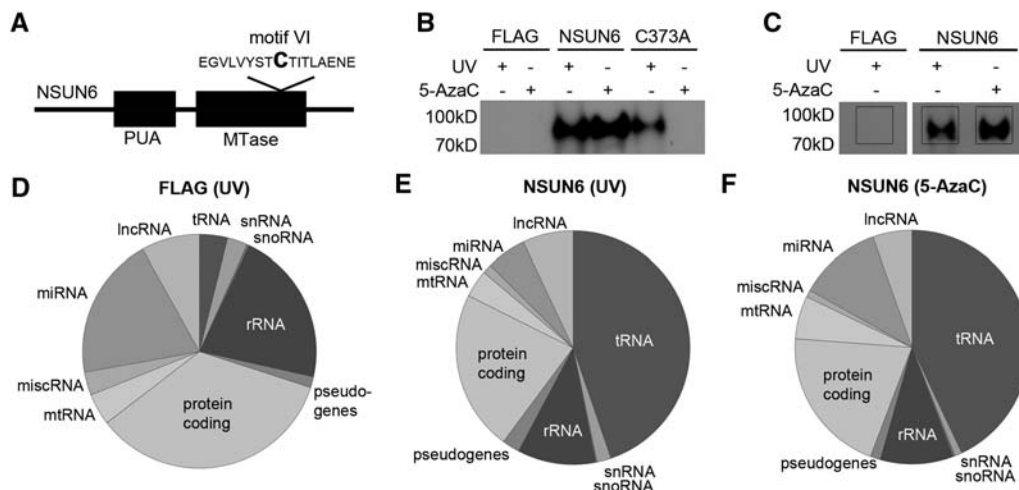 A
motif VI
EGVLVYSTCTITLAENE
NSUN6
PUA
MTase
B
FLAG NSUN6 C373A
UV + - + - + -
5-AzaC - + - + - +
100kD
70kD
C
FLAG NSUN6
UV + + -
5-AzaC - - +
100kD
70kD
D
FLAG (UV)
tRNA
snRNA
snoRNA
rRNA
pseudo-
genes
protein
coding
mtRNA
miscRNA
miRNA
lncRNA
E
NSUN6 (UV)
lncRNA
miRNA
miscRNA
mtRNA
protein
coding
pseudogenes
rRNA
snRNA
snoRNA
tRNA
F
NSUN6 (5-AzaC)
lncRNA
miRNA
miscRNA
mtRNA
protein
coding
pseudogenes
rRNA
snRNA
snoRNA
tRNA